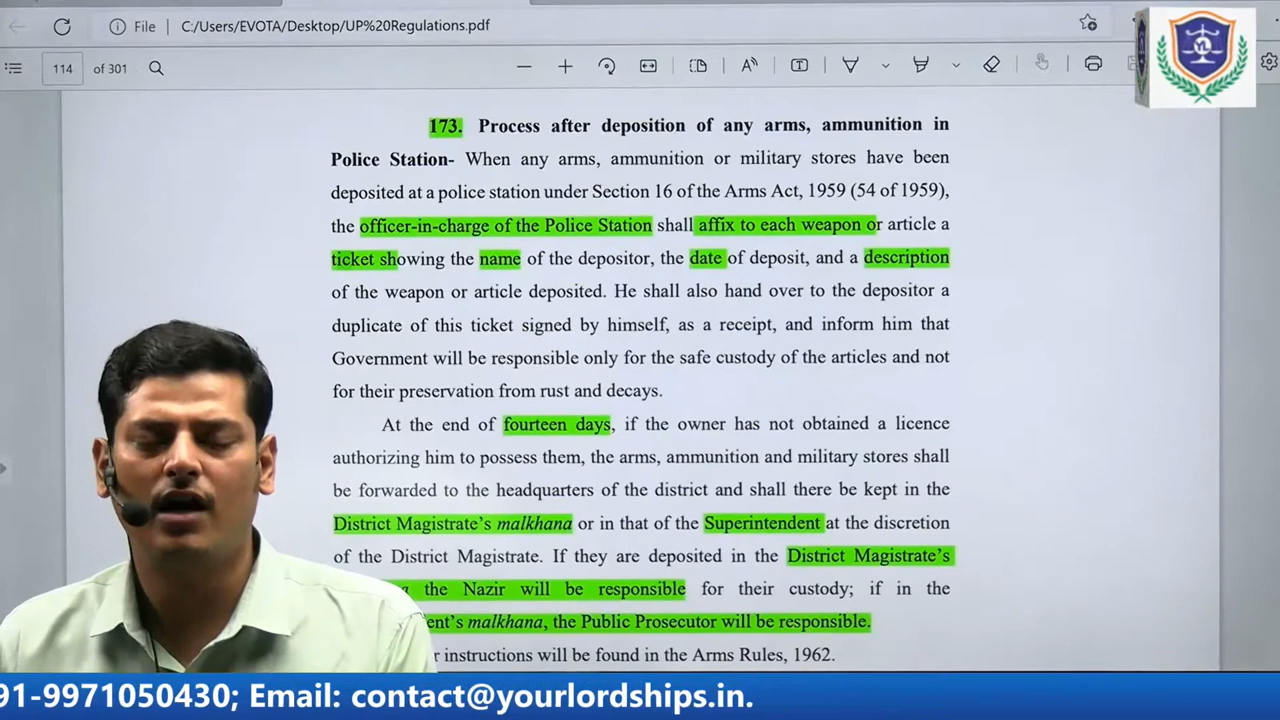 File C:/Users/EVOTA/Desktop/UP%20Regulations.pdf
114 of 301
173. Process after deposition of any arms, ammunition in
Police Station- When any arms, ammunition or military stores have been
deposited at a police station under Section 16 of the Arms Act, 1959 (54 of 1959),
the officer-in-charge of the Police Station shall affix to each weapon or article a
ticket showing the name of the depositor, the date of deposit, and a description
of the weapon or article deposited. He shall also hand over to the depositor a
duplicate of this ticket signed by himself, as a receipt, and inform him that
Government will be responsible only for the safe custody of the articles and not
for their preservation from rust and decays.
At the end of fourteen days, if the owner has not obtained a licence
authorizing him to possess them, the arms, ammunition and military stores shall
be forwarded to the headquarters of the district and shall there be kept in the
District Magistrate's malkhana or in that of the Superintendent at the discretion
of the District Magistrate. If they are deposited in the District Magistrate's
the Nazir will be responsible for their custody; if in the
malkhana, the Public Prosecutor will be responsible.
instructions will be found in the Arms Rules, 1962.
91-9971050430; Email: contact@yourlordships.in.